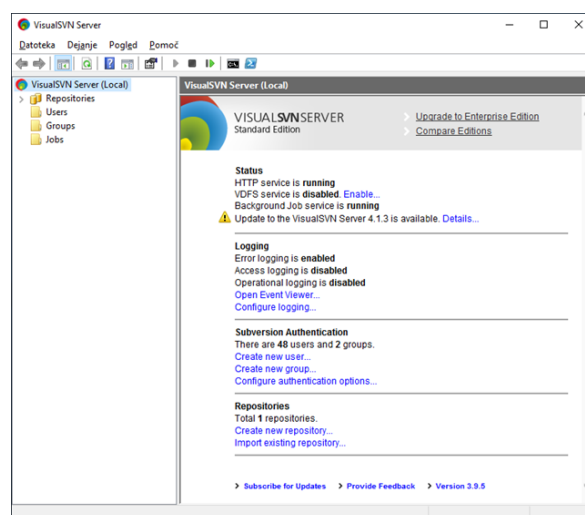 VisualSVN Server
Datoteka Dejanje Pogled Pomoč
VisualSVN Server (Local)
Repositories
Users
Groups
Jobs
VisualSVN Server (Local)
VISUALSVNSERVER
Standard Edition
Upgrade to Enterprise Edition
Compare Editions
Status
HTTP service is running
VDFS service is disabled. Enable...
Background Job service is running
Update to the VisualSVN Server 4.1.3 is available. Details...
Logging
Error logging is enabled
Access logging is disabled
Operational logging is disabled
Open Event Viewer...
Configure logging...
Subversion Authentication
There are 48 users and 2 groups.
Create new user...
Create new group...
Configure authentication options...
Repositories
Total 1 repositories.
Create new repository...
Import existing repository...
Subscribe for Updates Provide Feedback Version 3.9.5